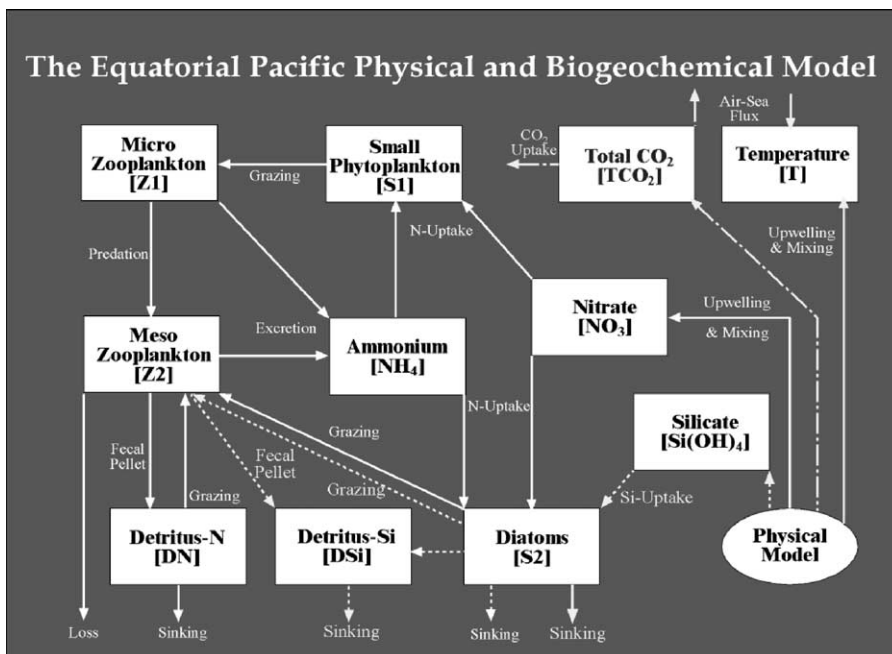 The Equatorial Pacific Physical and Biogeochemical Model
Air-Sea
Flux
Micro
Zooplankton
[Z1]
Grazing
Small
Phytoplankton
[S1]
CO₂
Uptake
Total CO₂
[TCO₂]
Temperature
[T]
N-Uptake
Upwelling
& Mixing
Predation
Meso
Zooplankton
[Z2]
Excretion
Ammonium
[NH₄]
Nitrate
[NO₃]
Upwelling
& Mixing
N-Uptake
Silicate
[Si(OH)₄]
Fecal
Pellet
Grazing
Fecal
Pellet
Grazing
Grazing
Si-Uptake
Detritus-N
[DN]
Detritus-Si
[DSi]
Diatoms
[S2]
Physical
Model
Loss
Sinking
Sinking
Sinking
Sinking